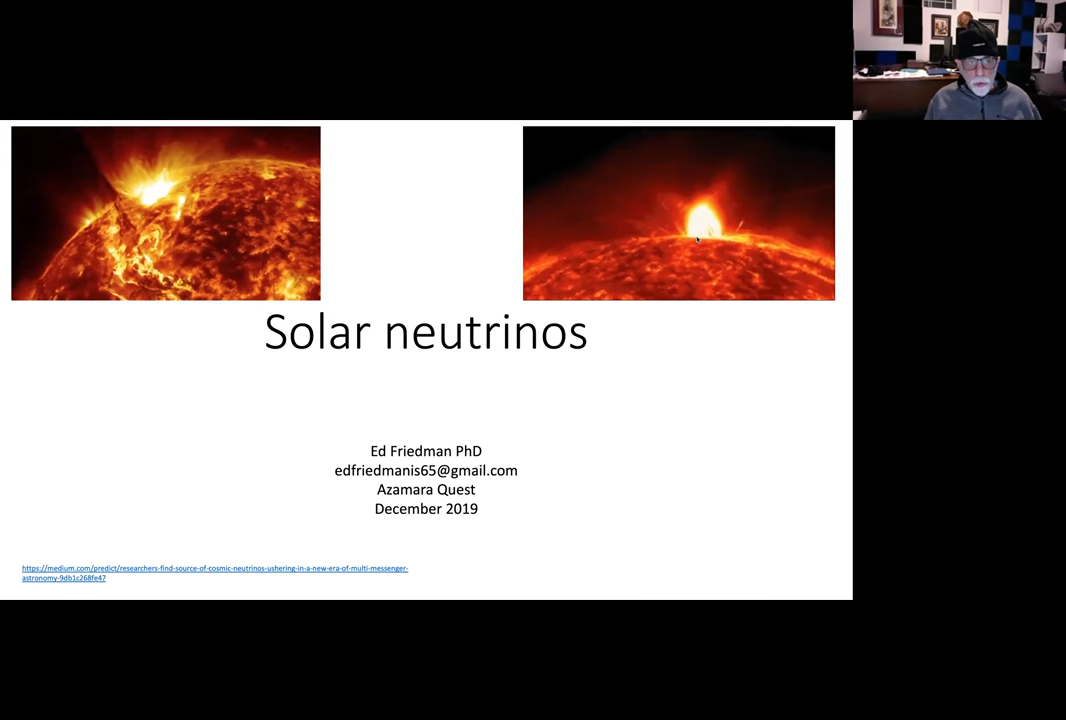 Solar neutrinos
Ed Friedman PhD
edfriedmanis65@gmail.com
Azamara Quest
December 2019
https://medium.com/predict/researchers-find-source-of-cosmic-neutrinos-ushering-in-a-new-era-of-multi-messenger-
astronomy-9db1c268fe47